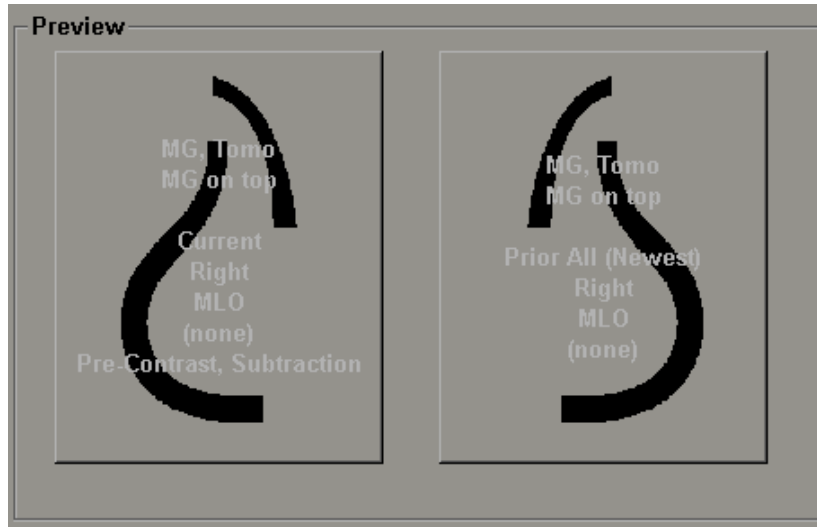 Preview
MG, Tomo
MG on top
Current
Right
MLO
(none)
Pre-Contrast, Subtraction
MG, Tomo
MG on top
Prior All (Newest)
Right
MLO
(none)